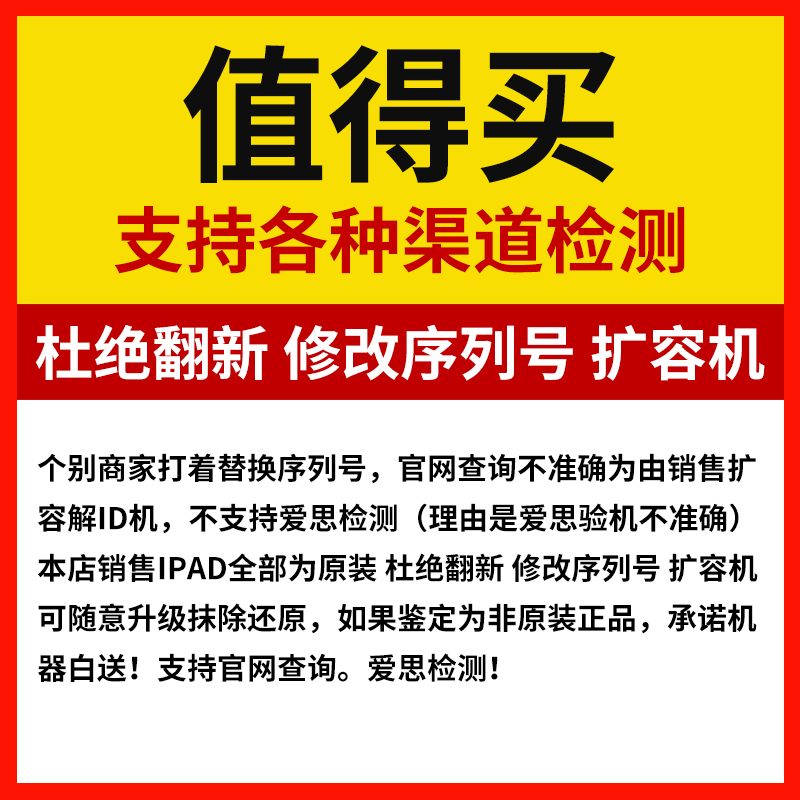 值得买
支持各种渠道检测
杜绝翻新 修改序列号 扩容机
个别商家打着替换序列号，官网查询不准确为由销售扩
容解ID机，不支持爱思检测（理由是爱思验机不准确）
本店销售IPAD全部为原装 杜绝翻新 修改序列号 扩容机
可随意升级抹除还原，如果鉴定为非原装正品，承诺机
器白送！支持官网查询。爱思检测！